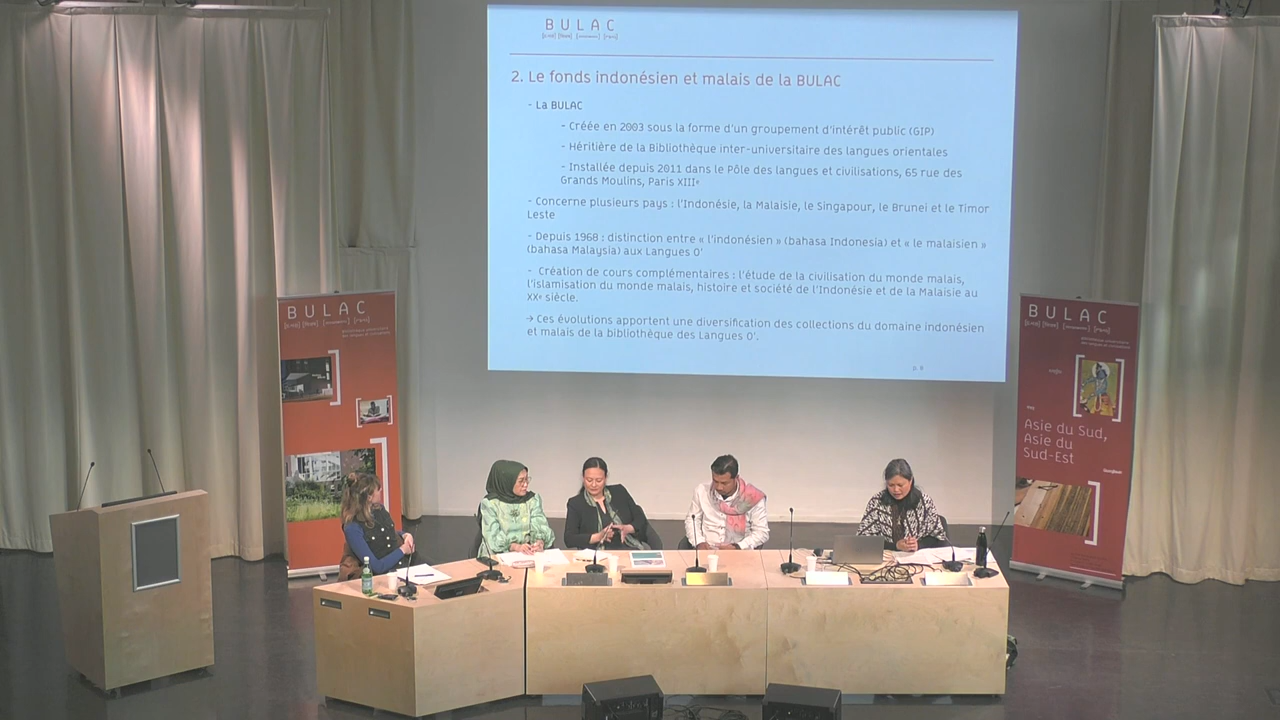 BULAC
2. Le fonds indonésien et malais de la BULAC
- La BULAC
- Créée en 2003 sous la forme d'un groupement d'intérêt public (GIP)
- Héritière de la Bibliothèque inter-universitaire des langues orientales
- Installée depuis 2011 dans le Pôle des langues et civilisations, 65 rue des
Grands Moulins, Paris XIIIe
- Concerne plusieurs pays : l'Indonésie, la Malaisie, le Singapour, le Brunei et le Timor
Leste
- Depuis 1968 : distinction entre « l'indonésien » (bahasa Indonesia) et « le malaisien »
(bahasa Malaysia) aux Langues O'
- Création de cours complémentaires : l'étude de la civilisation du monde malais,
l'islamisation du monde malais, histoire et société de l'Indonésie et de la Malaisie au
XXe siècle.
→ Ces évolutions apportent une diversification des collections du domaine indonésien
et malais de la bibliothèque des Langues O'.
BULAC
BULAC
Asie du Sud,
Asie du
Sud-Est